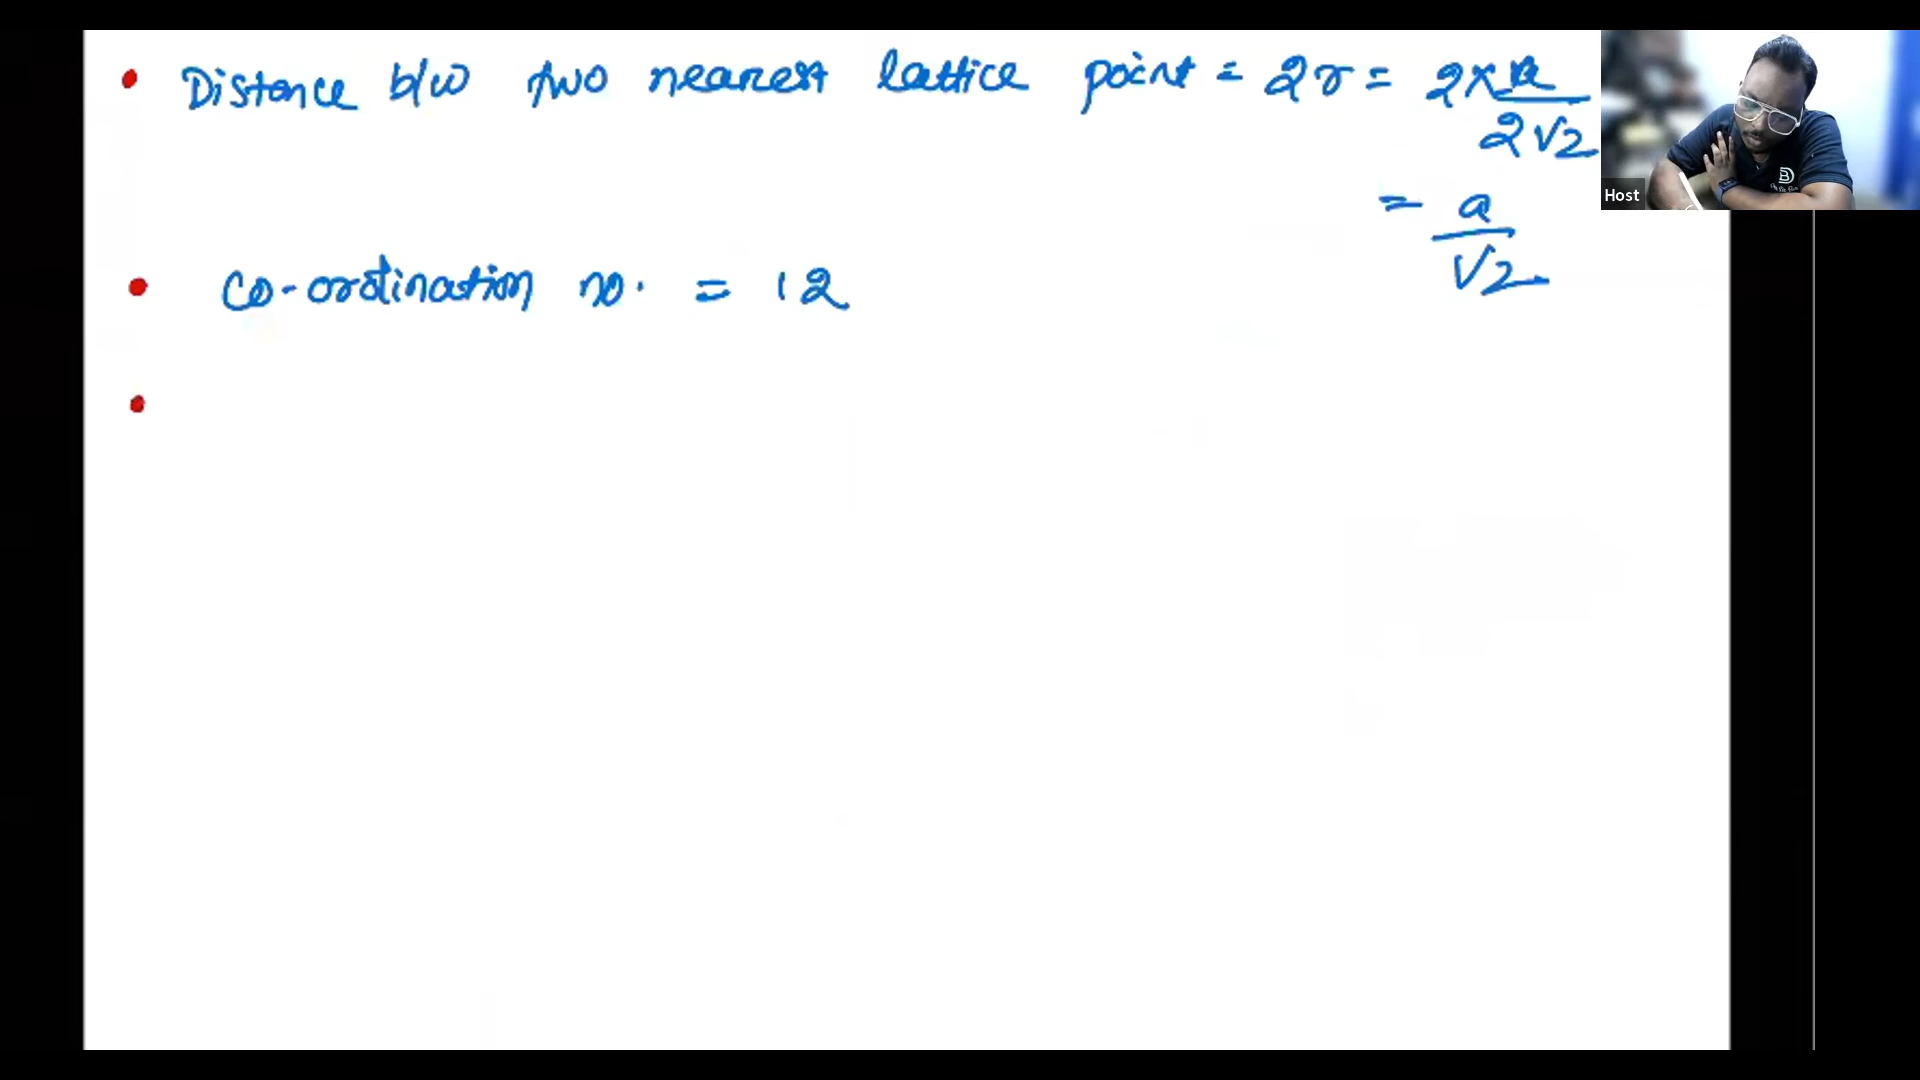 • Distance b/w two nearest lattice point = 2r = 2×a/2√2
= a/√2
• Co-ordination no. = 12
•
Host